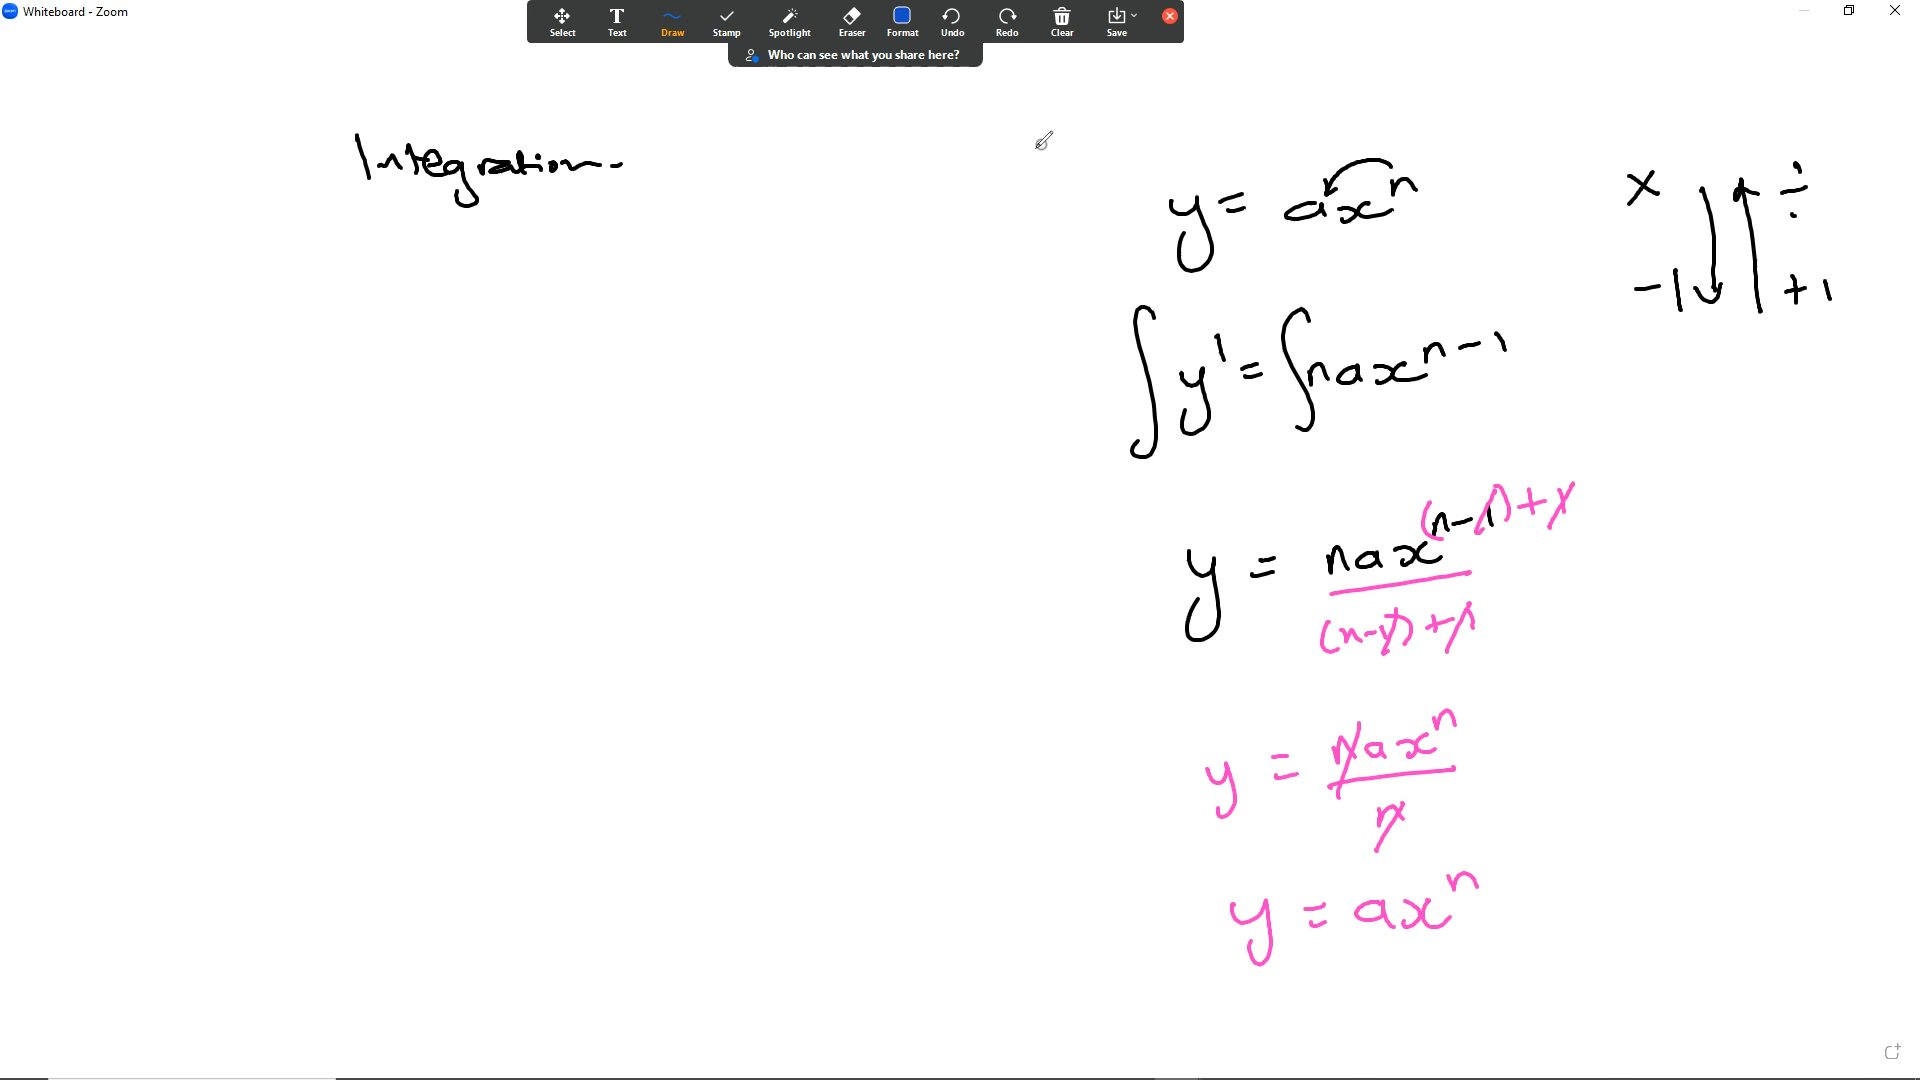 Whiteboard - Zoom
Select Text Draw Stamp Spotlight Eraser Format Undo Redo Clear Save
Who can see what you share here?
Integration
y = axⁿ
× ÷
-1 +1
∫y' = ∫naxⁿ⁻¹
y = nax⁽ⁿ⁻¹⁾⁺¹
(n-1)+1
y = naxⁿ
n
y = axⁿ